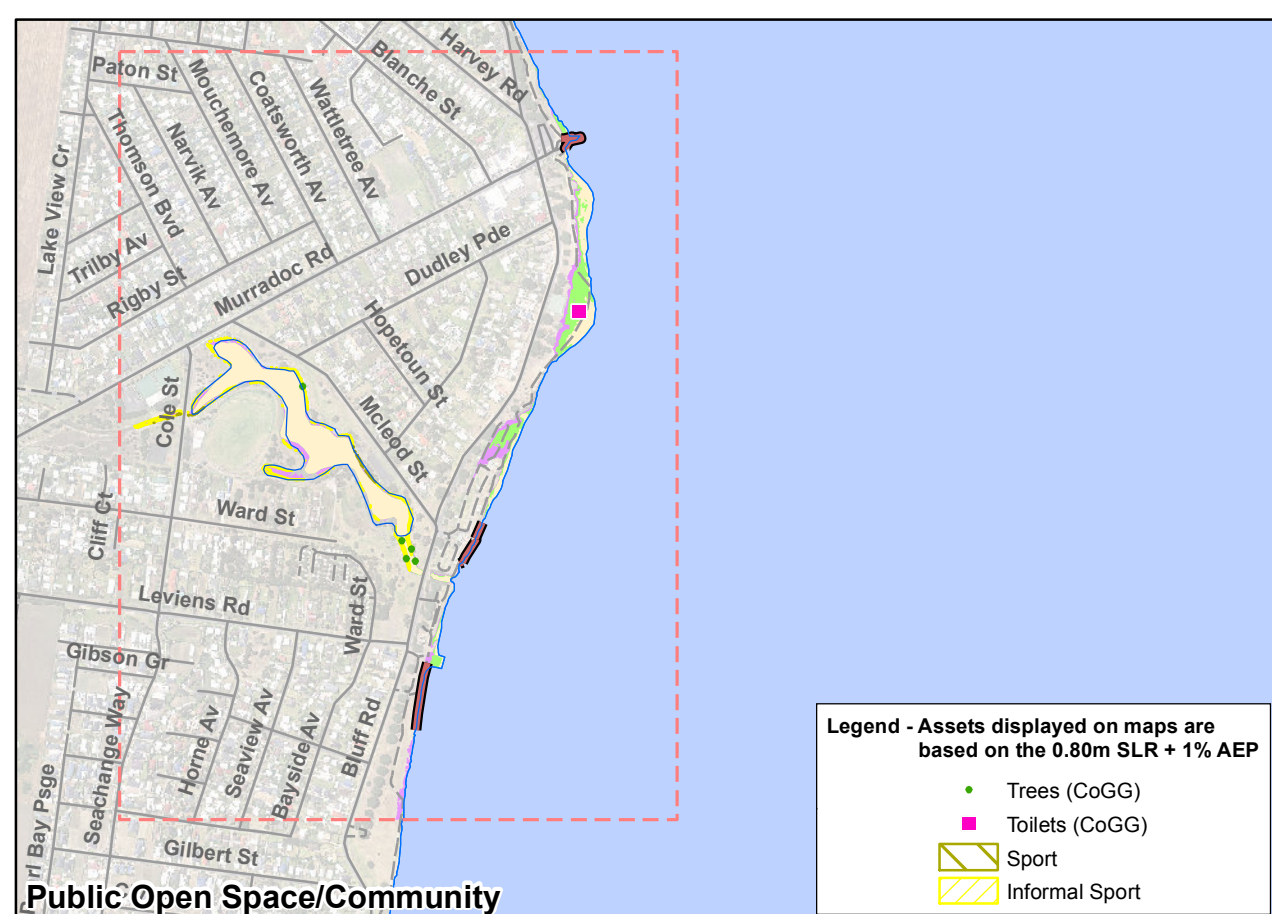 Harvey Rd
Blanche St
Paton St
Mouchemore Av
Coatsworth Av
Wattletree Av
Thomson Bvd
Narvik Av
Lake View Cr
Trilby Av
Rigby St
Murradoc Rd
Dudley Pde
Hopetoun St
Cole St
Mcleod St
Ward St
Cliff Ct
Leviens Rd
Ward St
Gibson Gr
Seachange Way
Horne Av
Seaview Av
Bayside Av
Bluff Rd
Bay Psge
Gilbert St
Public Open Space/Community
Legend - Assets displayed on maps are
based on the 0.80m SLR + 1% AEP
Trees (CoGG)
Toilets (CoGG)
Sport
Informal Sport